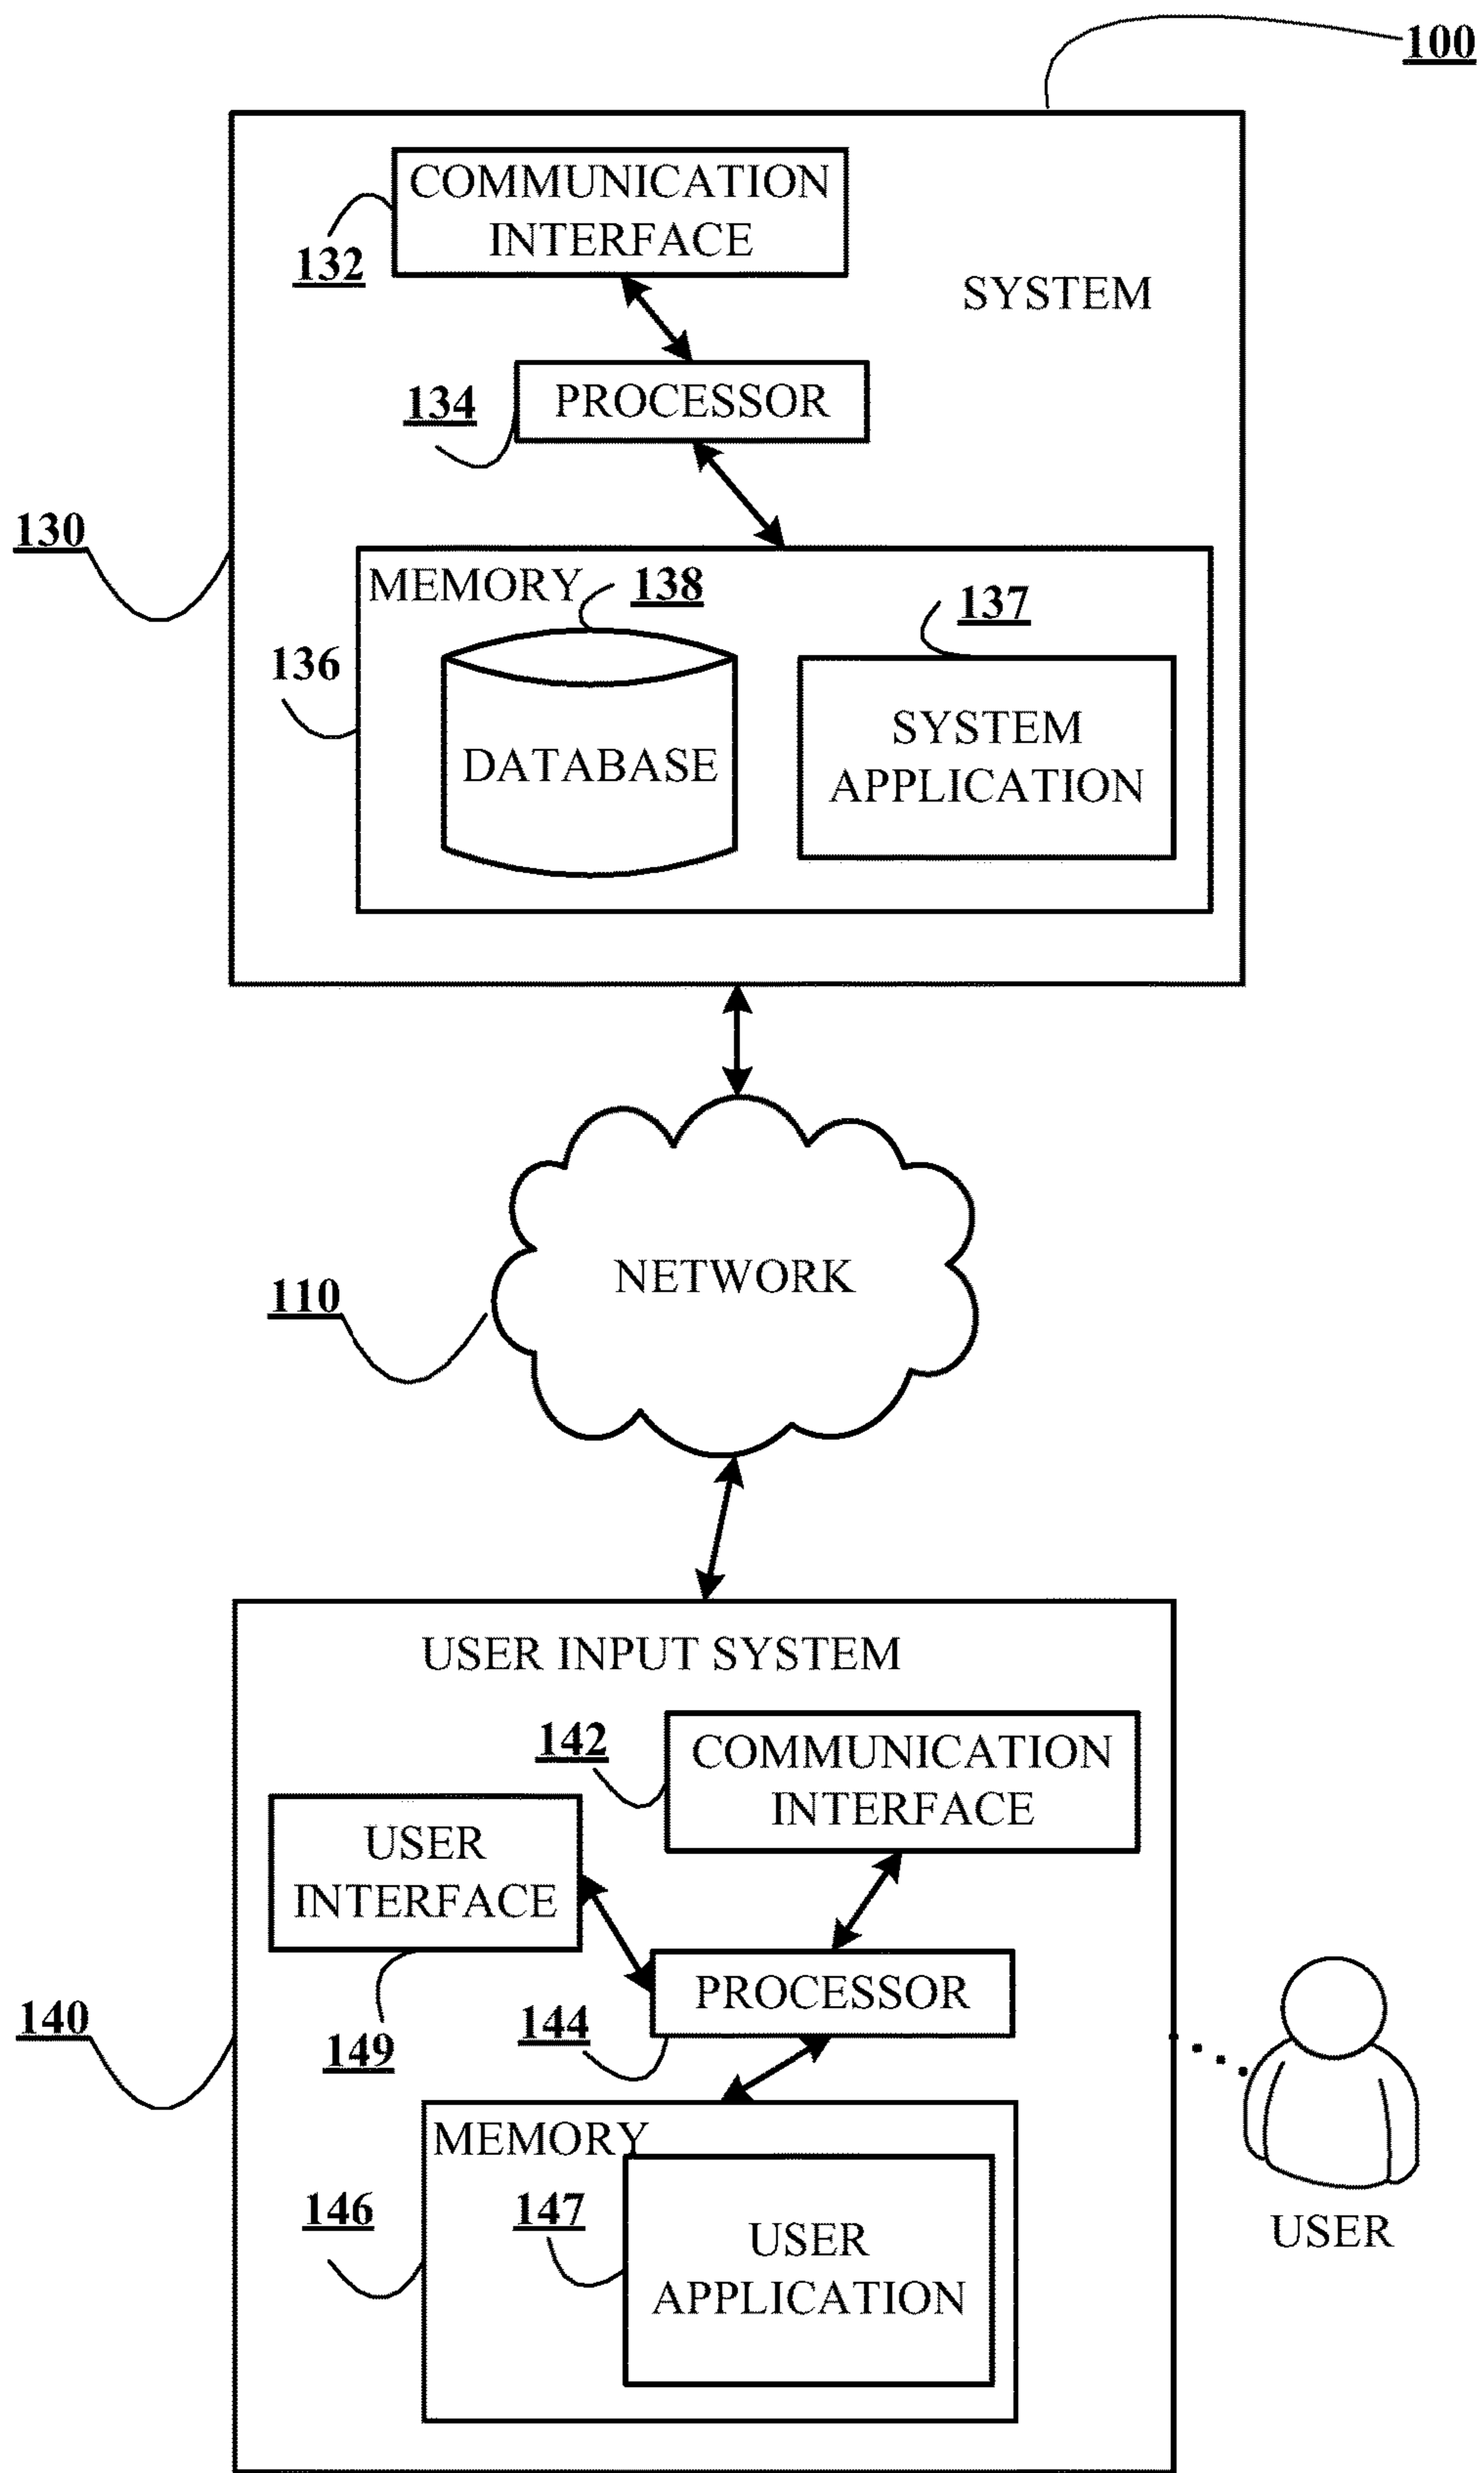 100
COMMUNICATION
INTERFACE
132
SYSTEM
134
PROCESSOR
130
MEMORY
138
137
136
SYSTEM
APPLICATION
DATABASE
NETWORK
110
USER INPUT SYSTEM
142
COMMUNICATION
INTERFACE
USER
INTERFACE
PROCESSOR
140
149
144
MEMORY
146
147
USER
APPLICATION
USER